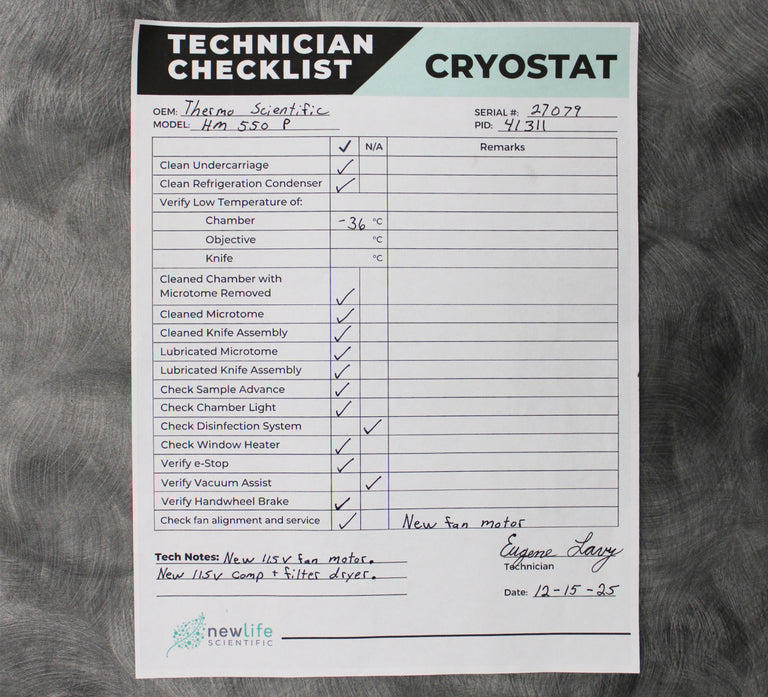 TECHNICIAN
CHECKLIST
CRYOSTAT
OEM: Thermo Scientific
SERIAL #: 27079
MODEL: HM 550 P
PID: 41311
✓ N/A Remarks
Clean Undercarriage ✓
Clean Refrigeration Condenser ✓
Verify Low Temperature of:
Chamber -36 °C
Objective °C
Knife °C
Cleaned Chamber with
Microtome Removed ✓
Cleaned Microtome ✓
Cleaned Knife Assembly ✓
Lubricated Microtome ✓
Lubricated Knife Assembly ✓
Check Sample Advance ✓
Check Chamber Light ✓
Check Disinfection System ✓
Check Window Heater ✓
Verify e-Stop ✓
Verify Vacuum Assist ✓
Verify Handwheel Brake ✓
Check fan alignment and service ✓ New fan motor
Tech Notes: New 115v fan motor.
New 115v comp + filter dryer.
Eugene Lavy
Technician
Date: 12-15-25
newlife
SCIENTIFIC